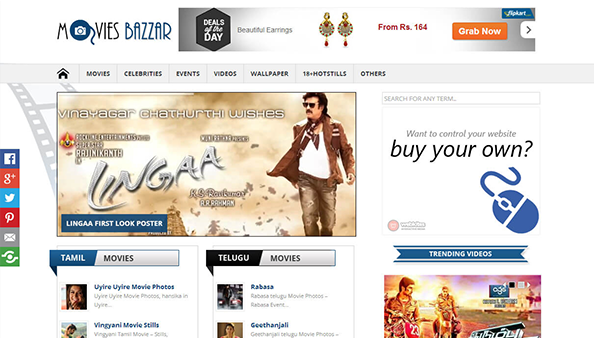 MOVIES BAZZAR
DEALS
of the
DAY
Beautiful Earrings
From Rs. 164
flipkart
Grab Now
MOVIES
CELEBRITIES
EVENTS
VIDEOS
WALLPAPER
18+HOTSTILLS
OTHERS
VINAYAGAR CHATHURTHI WISHES
RAJINIKANTH
IN
LINGAA
K.S. Ravikumar
A.R.RAHMAN
LINGAA FIRST LOOK POSTER
SEARCH FOR ANY TERM..
Want to control your website
buy your own?
TAMIL MOVIES
Uyire Uyire Movie Photos
Uyire Uyire Movie Photos, hansika in
Uyire...
Vingyani Movie Stills
Vingyani Tamil Movie – Stills,
TELUGU MOVIES
Rabasa
Rabasa telugu Movie Photos –
Rabasa Event...
Geethanjali
Geethanjali telugu Movie Photos –
TRENDING VIDEOS
ags